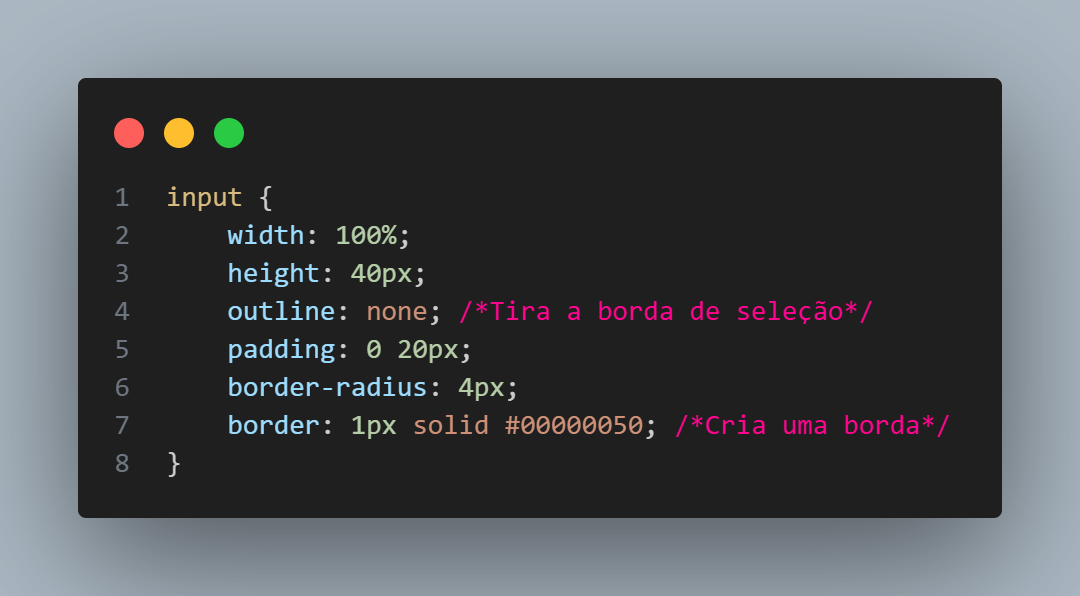 1 input {
2 width: 100%;
3 height: 40px;
4 outline: none; /*Tira a borda de seleção*/
5 padding: 0 20px;
6 border-radius: 4px;
7 border: 1px solid #00000050; /*Cria uma borda*/
8 }